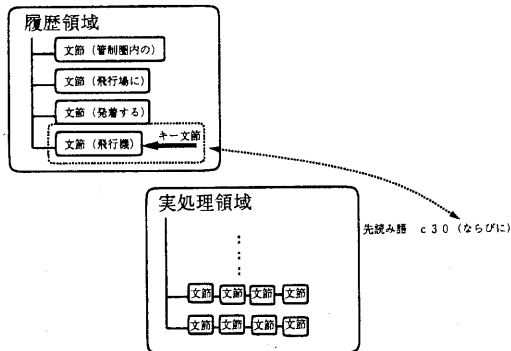 履歴領域
文節（管制圏内の）
文節（飛行場に）
文節（発着する）
キー文節
文節（飛行機）
実処理領域
先読み語 c30（ならびに）
文節 文節 文節 文節
文節 文節 文節 文節